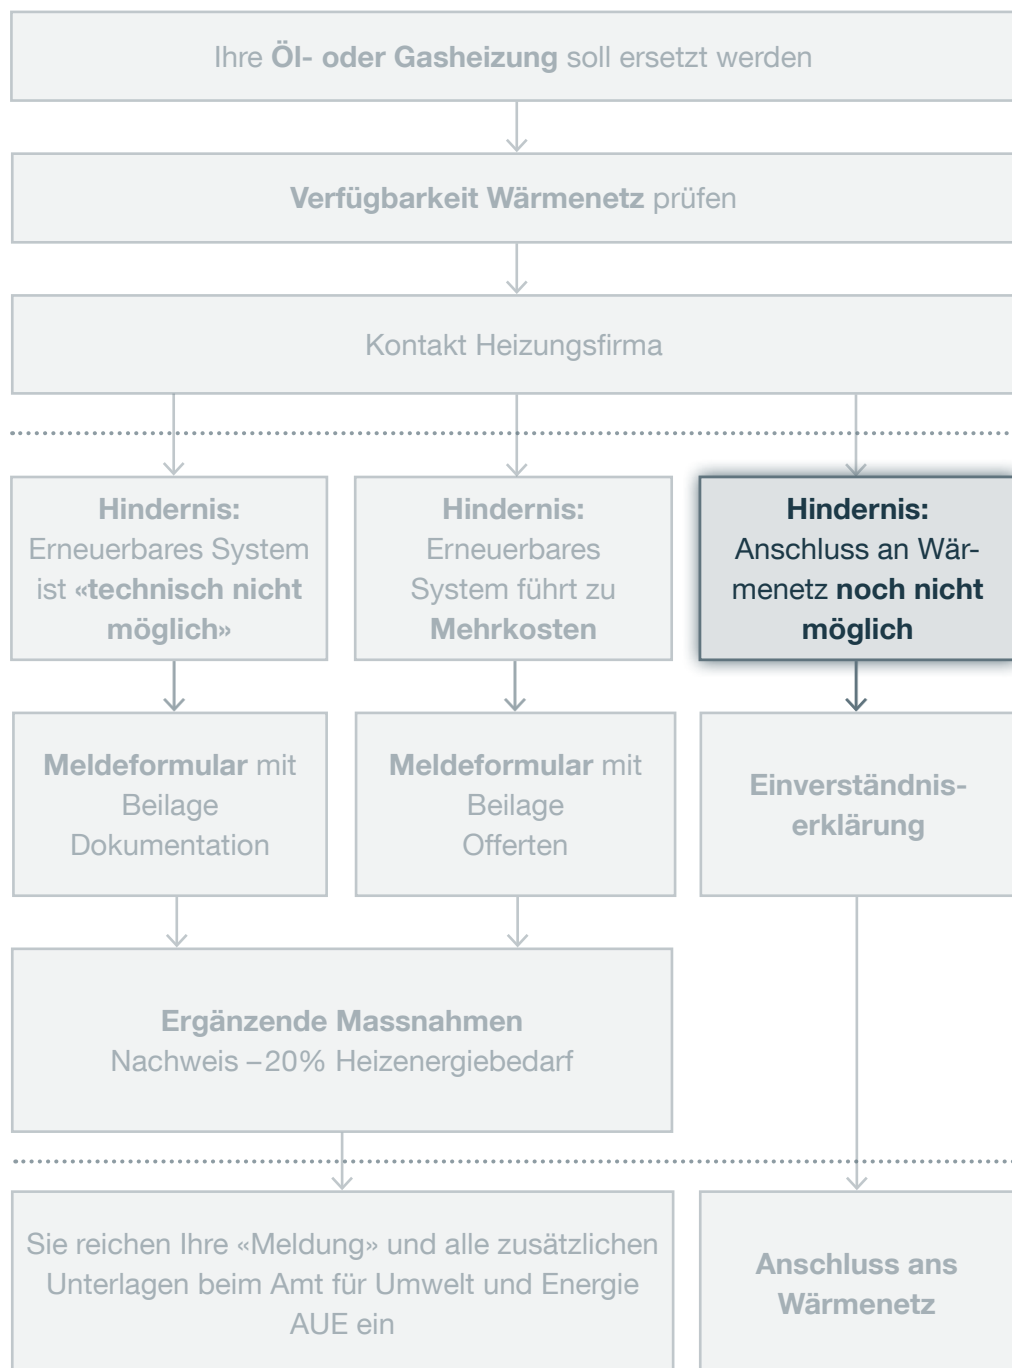 Ihre Öl- oder Gasheizung soll ersetzt werden
Verfügbarkeit Wärmenetz prüfen
Kontakt Heizungsfirma
Hindernis:
Erneuerbares System
ist «technisch nicht
möglich»
Hindernis:
Erneuerbares
System führt zu
Mehrkosten
Hindernis:
Anschluss an Wär-
menetz noch nicht
möglich
Meldeformular mit
Beilage
Dokumentation
Meldeformular mit
Beilage
Offerten
Einverständnis-
erklärung
Ergänzende Massnahmen
Nachweis –20% Heizenergiebedarf
Sie reichen Ihre «Meldung» und alle zusätzlichen
Unterlagen beim Amt für Umwelt und Energie
AUE ein
Anschluss ans
Wärmenetz